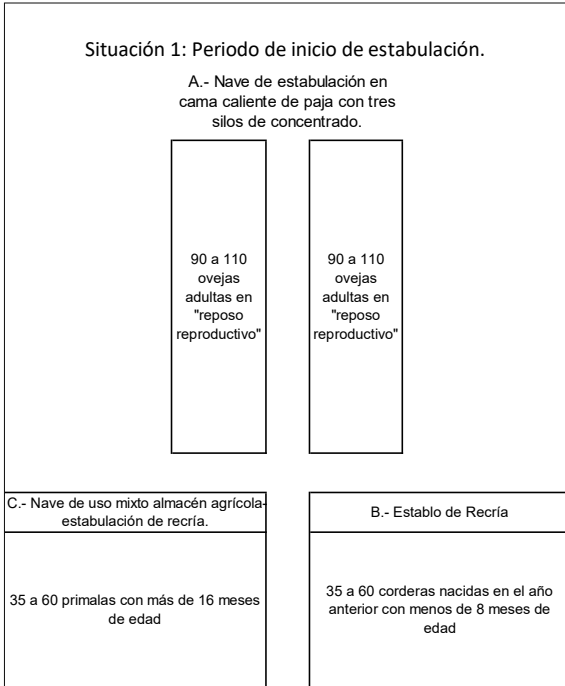 Situación 1: Periodo de inicio de estabulación.
A.- Nave de estabulación en
cama caliente de paja con tres
silos de concentrado.
90 a 110
ovejas
adultas en
"reposo
reproductivo"
90 a 110
ovejas
adultas en
"reposo
reproductivo"
C.- Nave de uso mixto almacén agrícola-
estabulación de recría.
35 a 60 primalas con más de 16 meses
de edad
B.- Establo de Recría
35 a 60 corderas nacidas en el año
anterior con menos de 8 meses de
edad